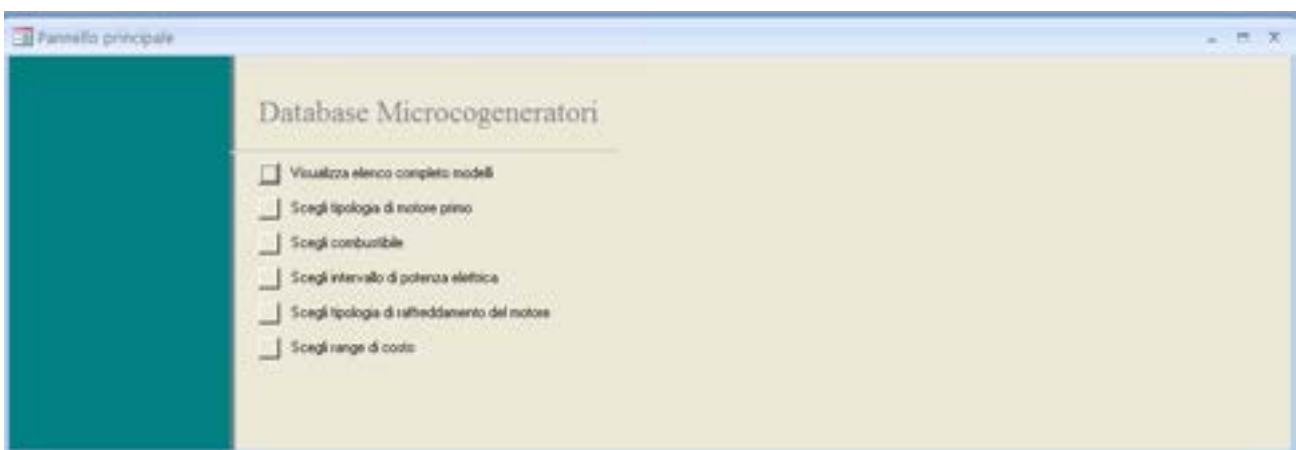 Pannello principale
Database Microcogeneratori
Visualizza elenco completo modelli
Scegli tipologia di motore primo
Scegli combustibile
Scegli intervallo di potenza elettrica
Scegli tipologia di raffreddamento del motore
Scegli range di costo